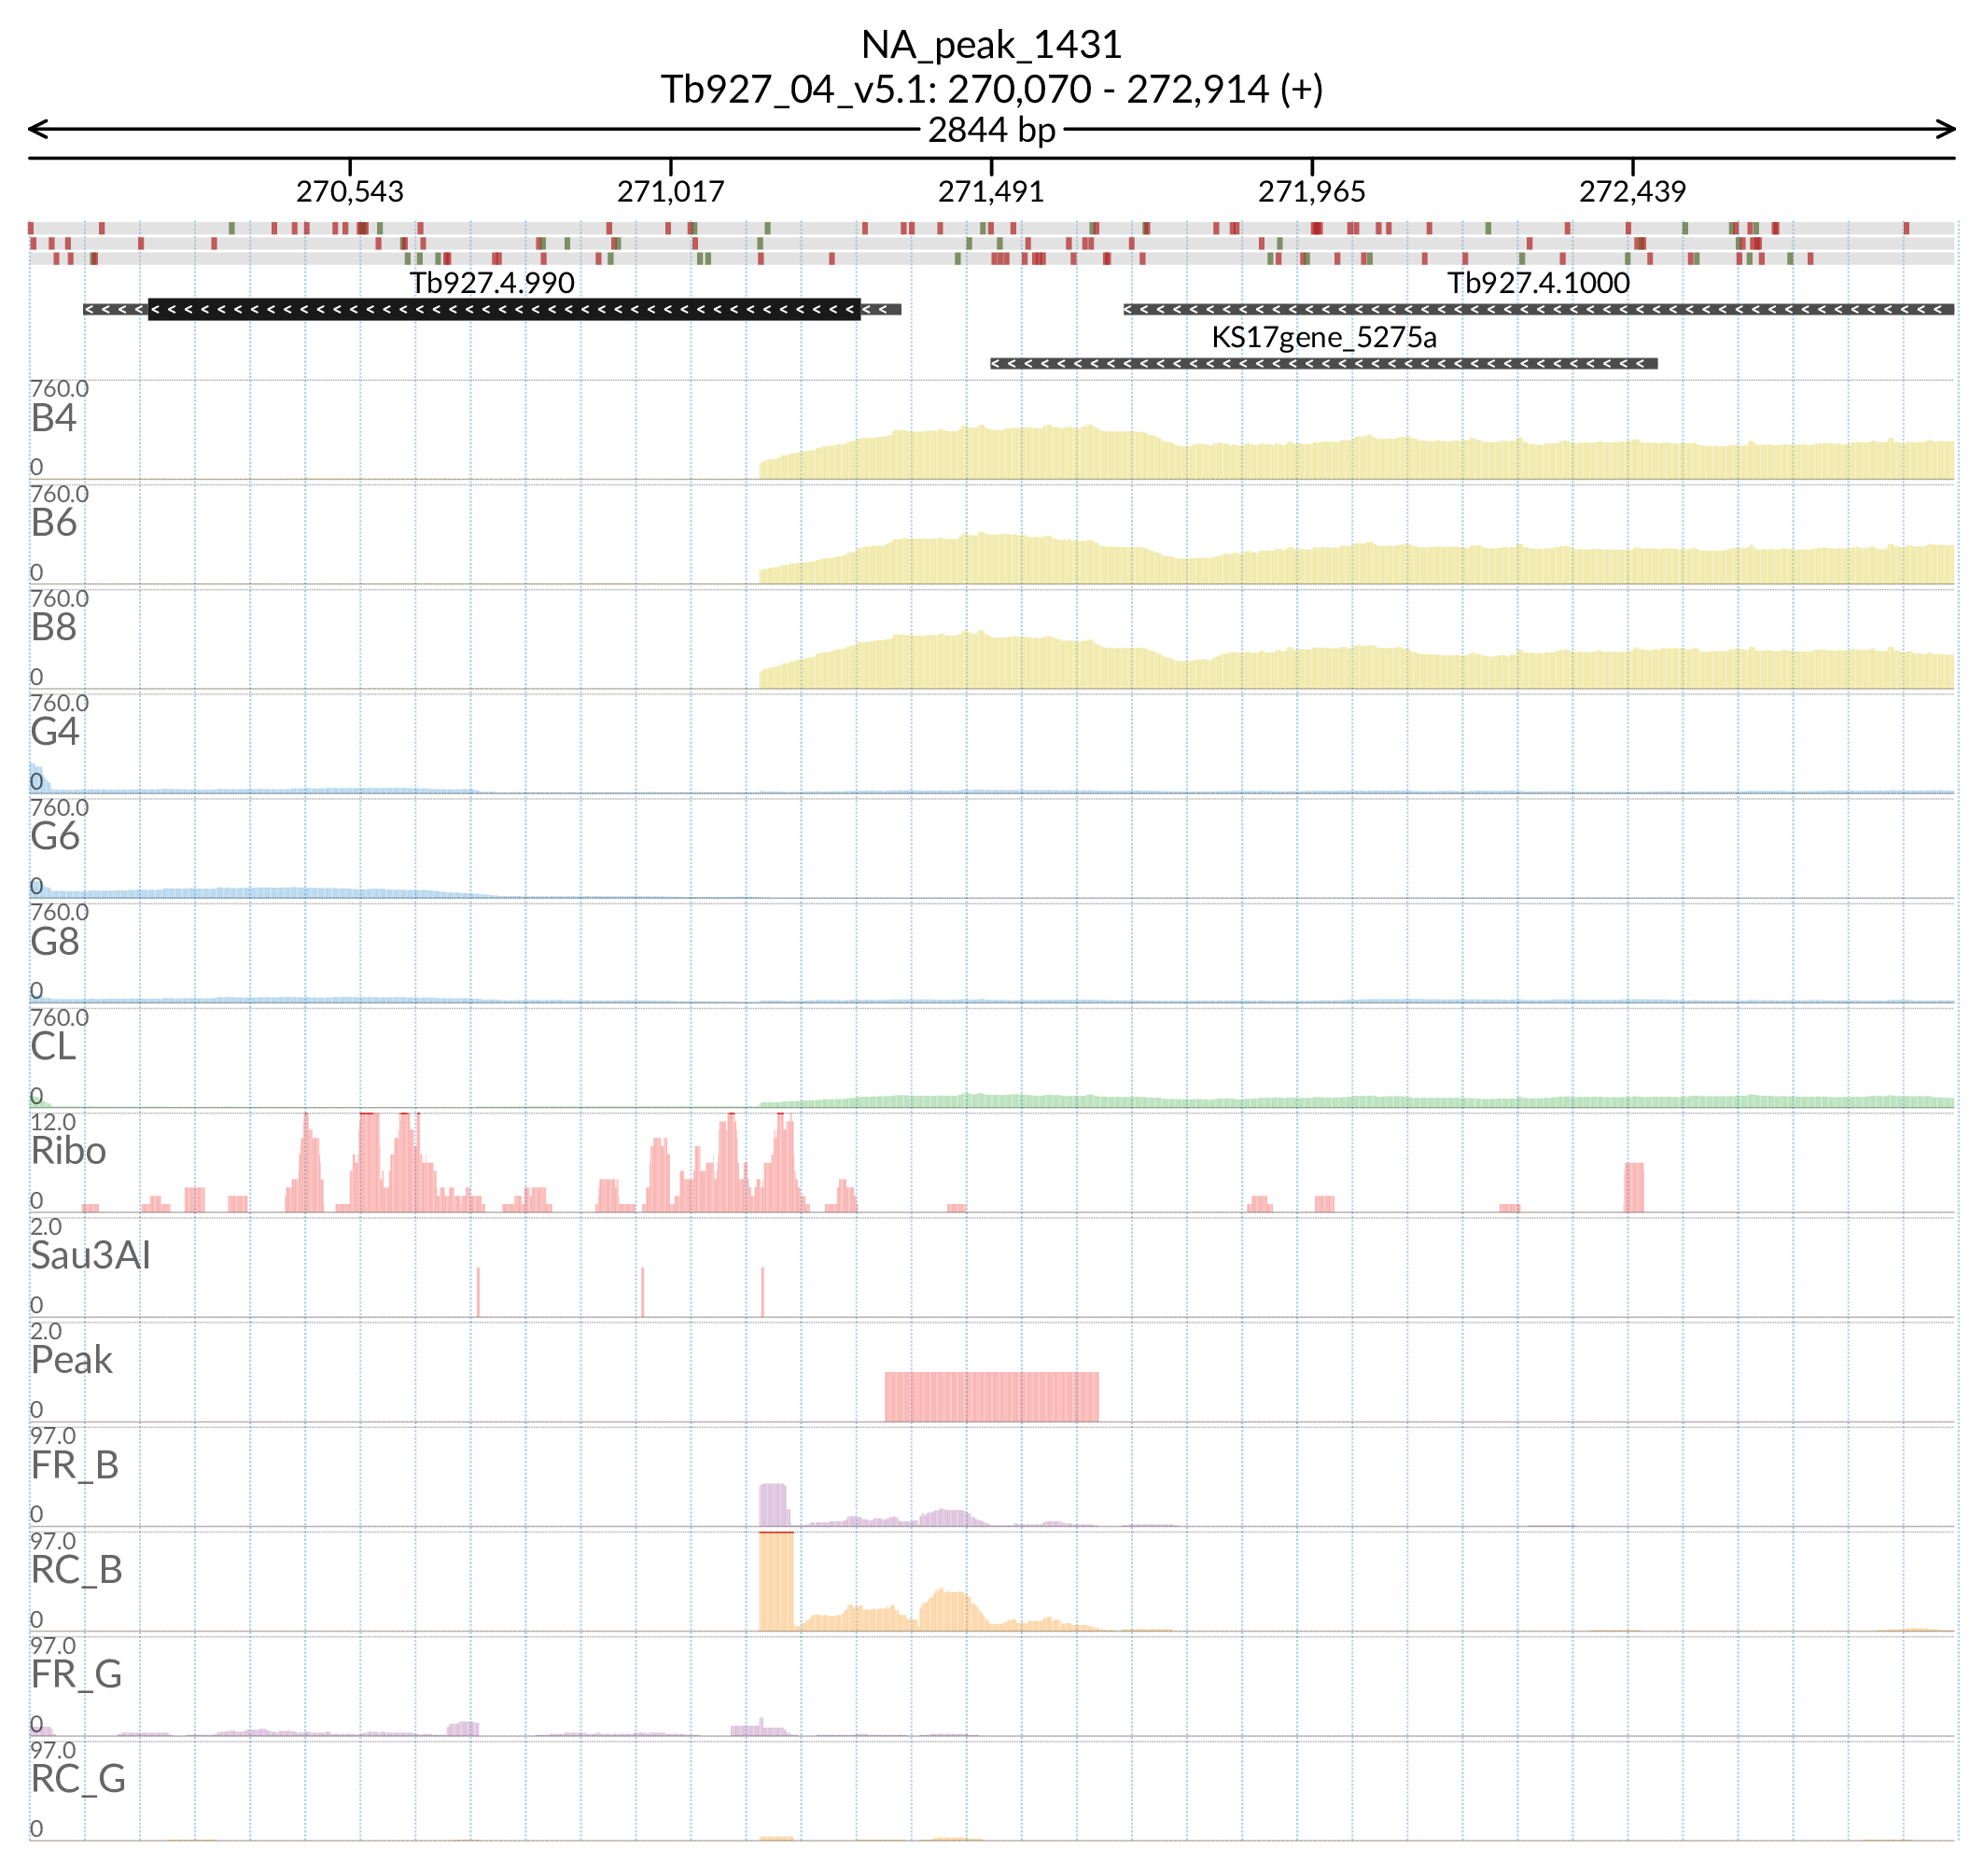 NA_peak_1431
Tb927_04_v5.1: 270,070 - 272,914 (+)
2844 bp
270,543 271,017 271,491 271,965 272,439
Tb927.4.990 Tb927.4.1000
KS17gene_5275a
760.0
B4
0
760.0
B6
0
760.0
B8
0
760.0
G4
0
760.0
G6
0
760.0
G8
0
760.0
CL
0
12.0
Ribo
0
2.0
Sau3AI
0
2.0
Peak
0
97.0
FR_B
0
97.0
RC_B
0
97.0
FR_G
0
97.0
RC_G
0